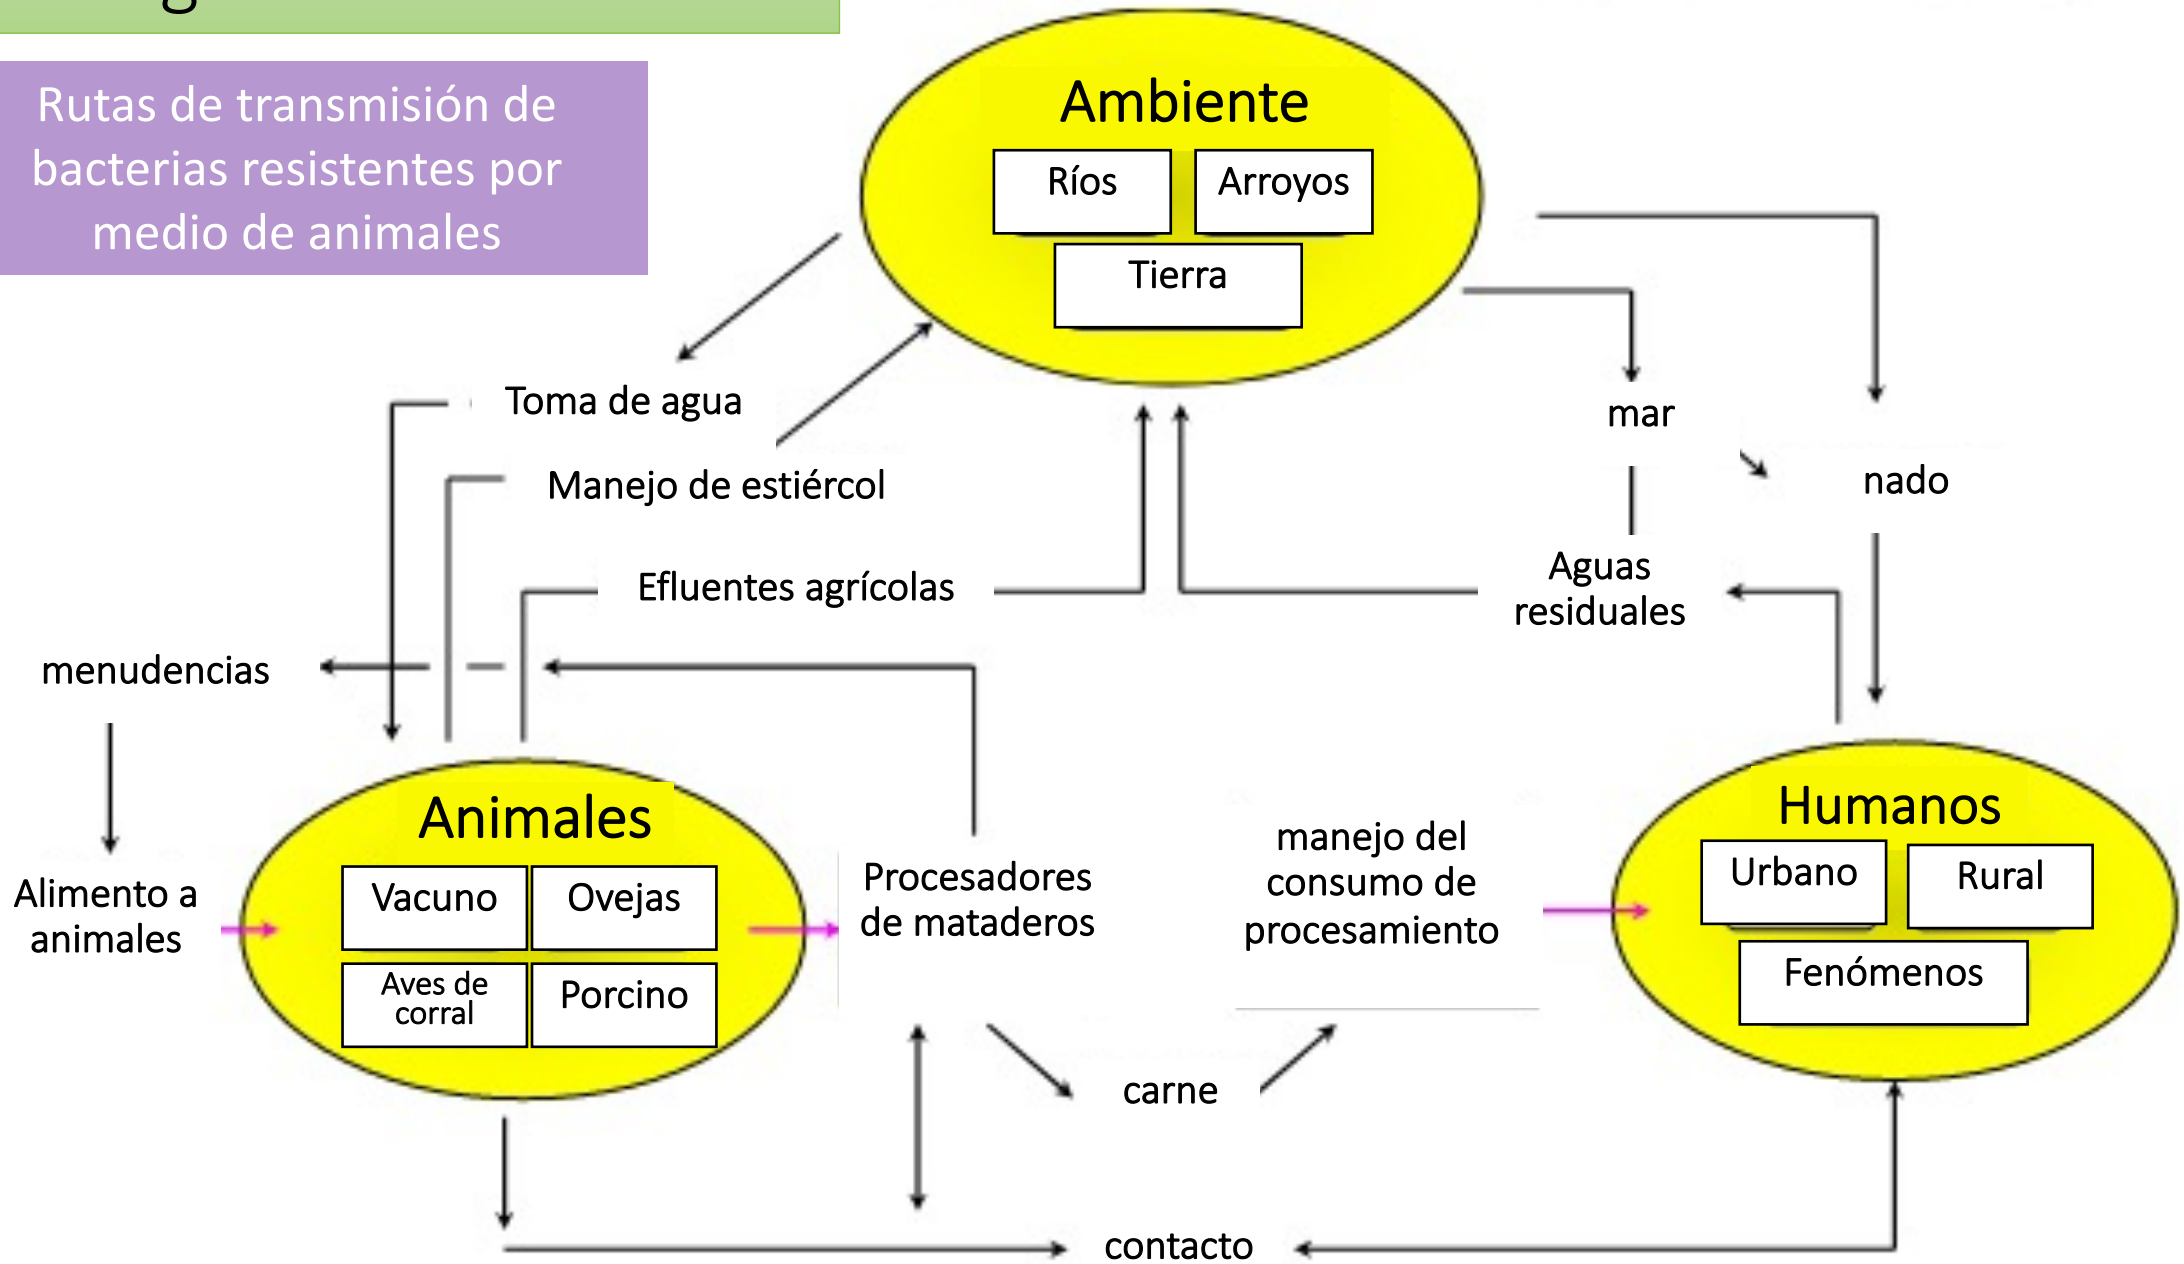 Rutas de transmisión de
bacterias resistentes por
medio de animales
Ambiente
Ríos
Arroyos
Tierra
Toma de agua
mar
nado
Manejo de estiércol
Efluentes agrícolas
Aguas
residuales
menudencias
Animales
Vacuno
Ovejas
Aves de
corral
Porcino
Alimento a
animales
Procesadores
de mataderos
manejo del
consumo de
procesamiento
Humanos
Urbano
Rural
Fenómenos
carne
contacto